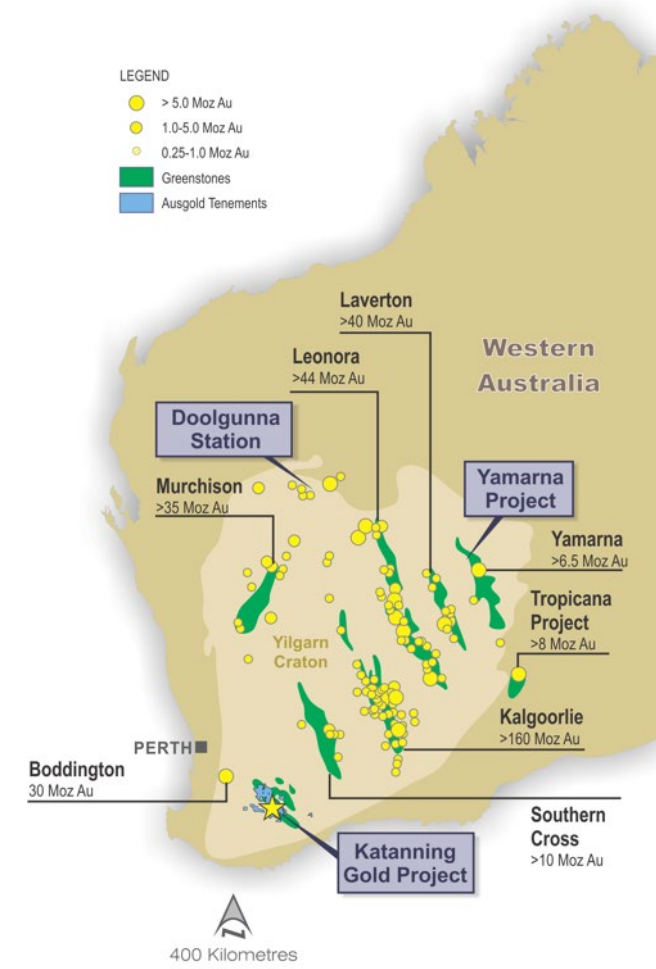 LEGEND
> 5.0 Moz Au
1.0-5.0 Moz Au
0.25-1.0 Moz Au
Greenstones
Ausgold Tenements
Laverton
>40 Moz Au
Western
Australia
Leonora
>44 Moz Au
Doolgunna
Station
Murchison
>35 Moz Au
Yamarna
Project
Yamarna
>6.5 Moz Au
Tropicana
Project
>8 Moz Au
Yilgarn
Craton
Kalgoorlie
>160 Moz Au
PERTH
Boddington
30 Moz Au
Southern
Cross
>10 Moz Au
Katanning
Gold Project
N
400 Kilometres